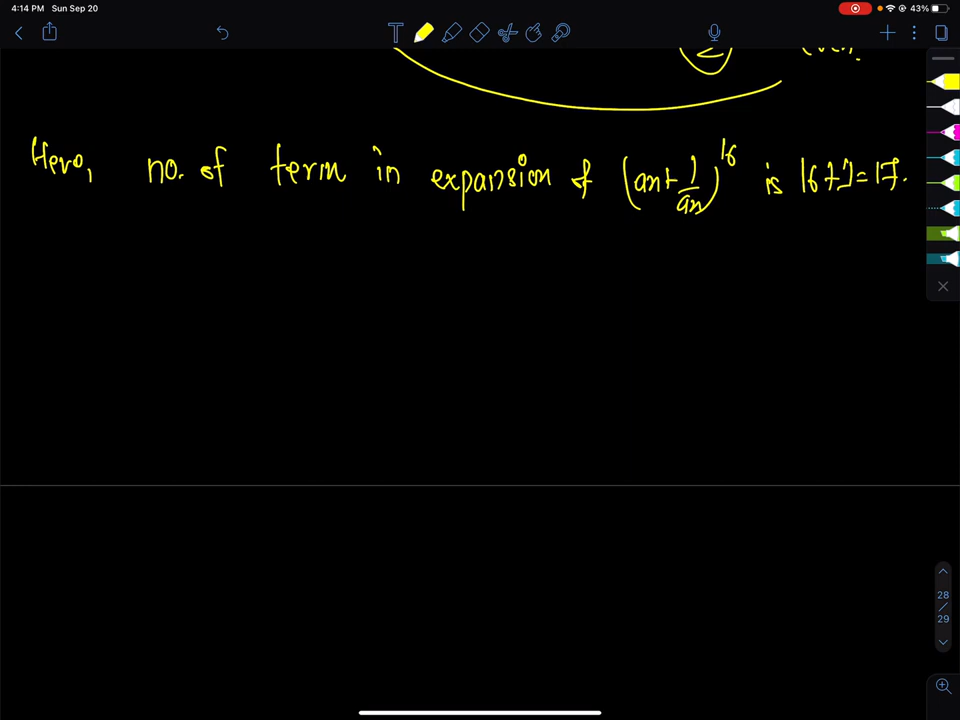 4:14 PM Sun Sep 20
43%
Here, no. of term in expansion of (ax + 1/ax)^16 is 16+1=17.
28
/
29